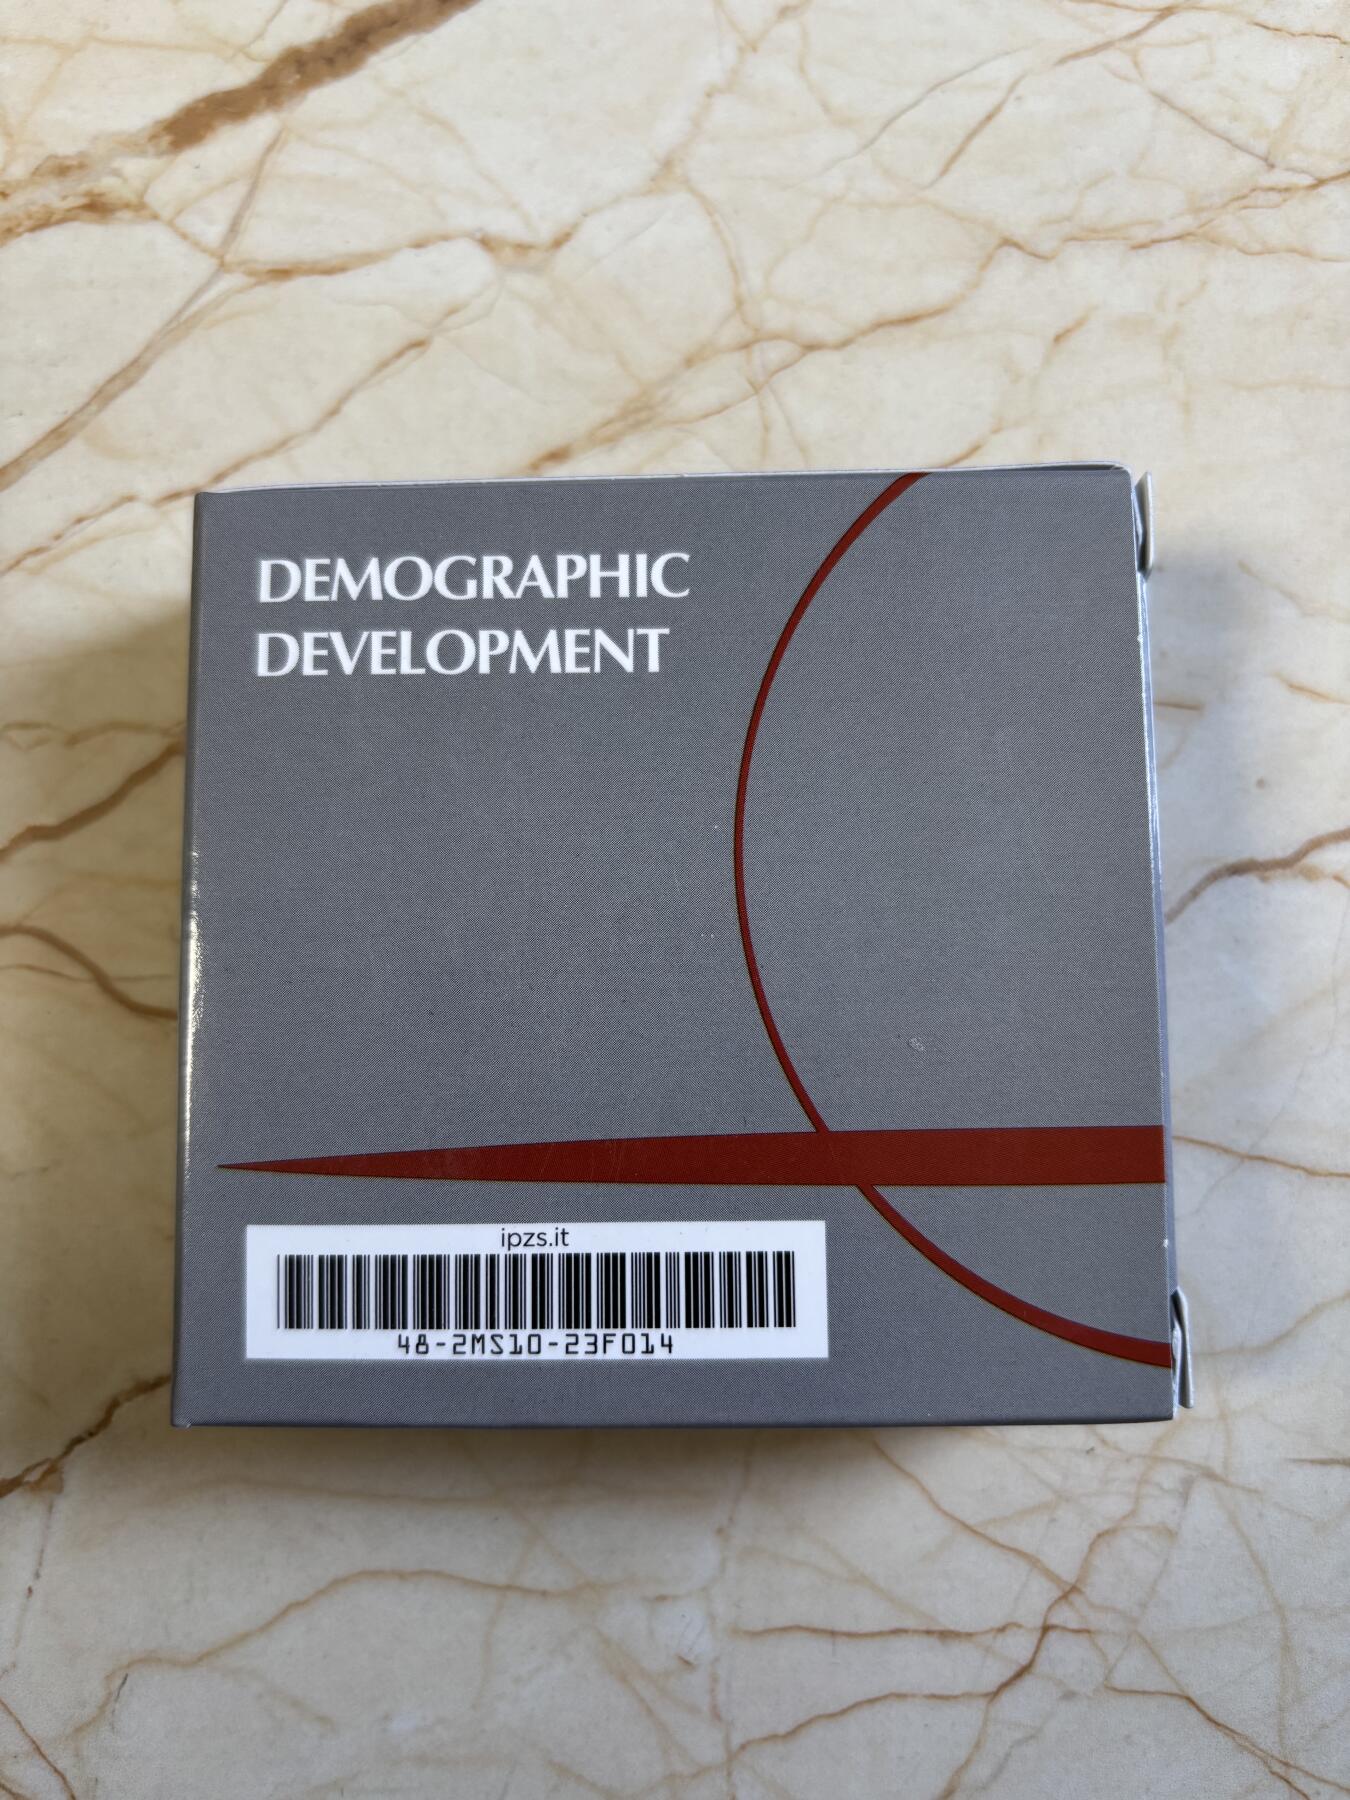 DEMOGRAPHIC
DEVELOPMENT
ipzs.it
48-2MS10-23F014